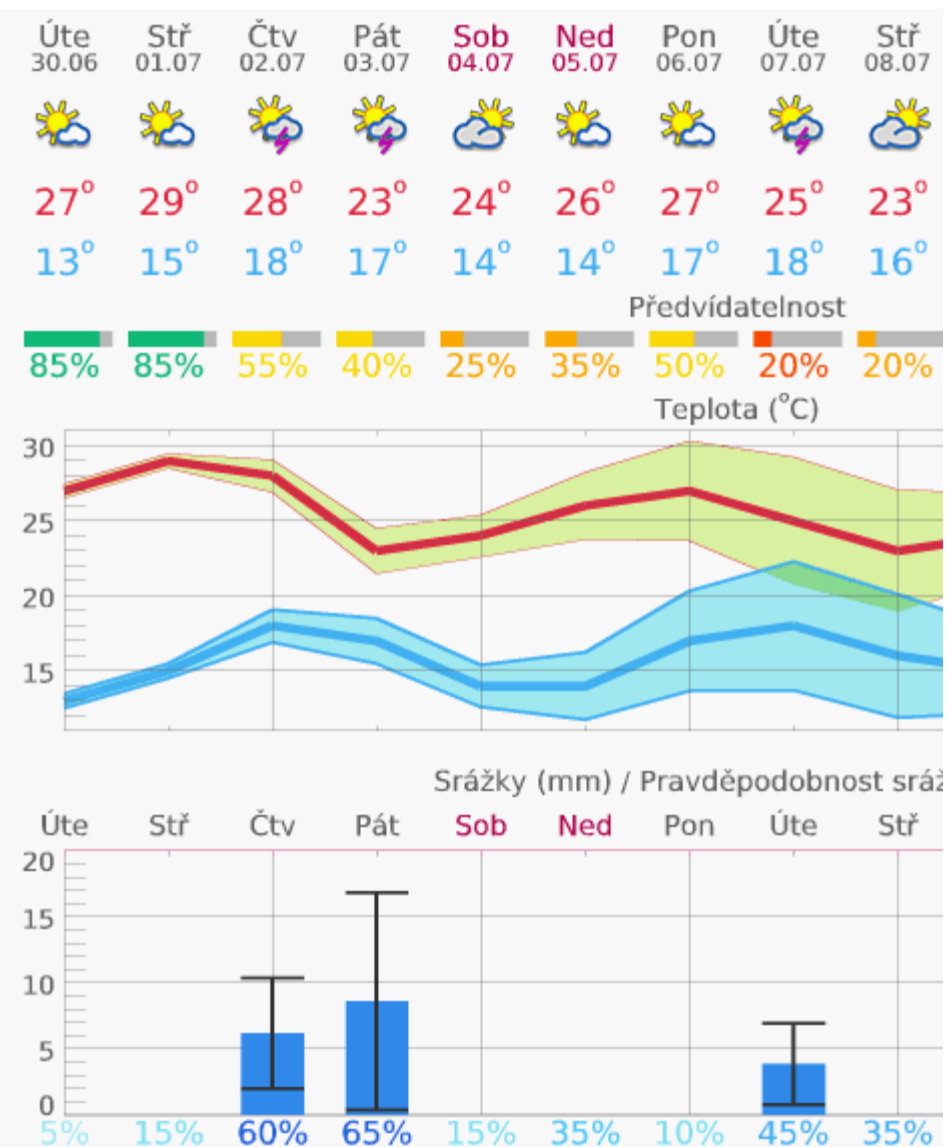 Úte Stř Čtv Pát Sob Ned Pon Úte Stř
30.06 01.07 02.07 03.07 04.07 05.07 06.07 07.07 08.07
27° 29° 28° 23° 24° 26° 27° 25° 23°
13° 15° 18° 17° 14° 14° 17° 18° 16°
Předvídatelnost
85% 85% 55% 40% 25% 35% 50% 20% 20%
Teplota (°C)
30
25
20
15
Srážky (mm) / Pravděpodobnost sráž
Úte Stř Čtv Pát Sob Ned Pon Úte Stř
20
15
10
5
0
5% 15% 60% 65% 15% 35% 10% 45% 35%